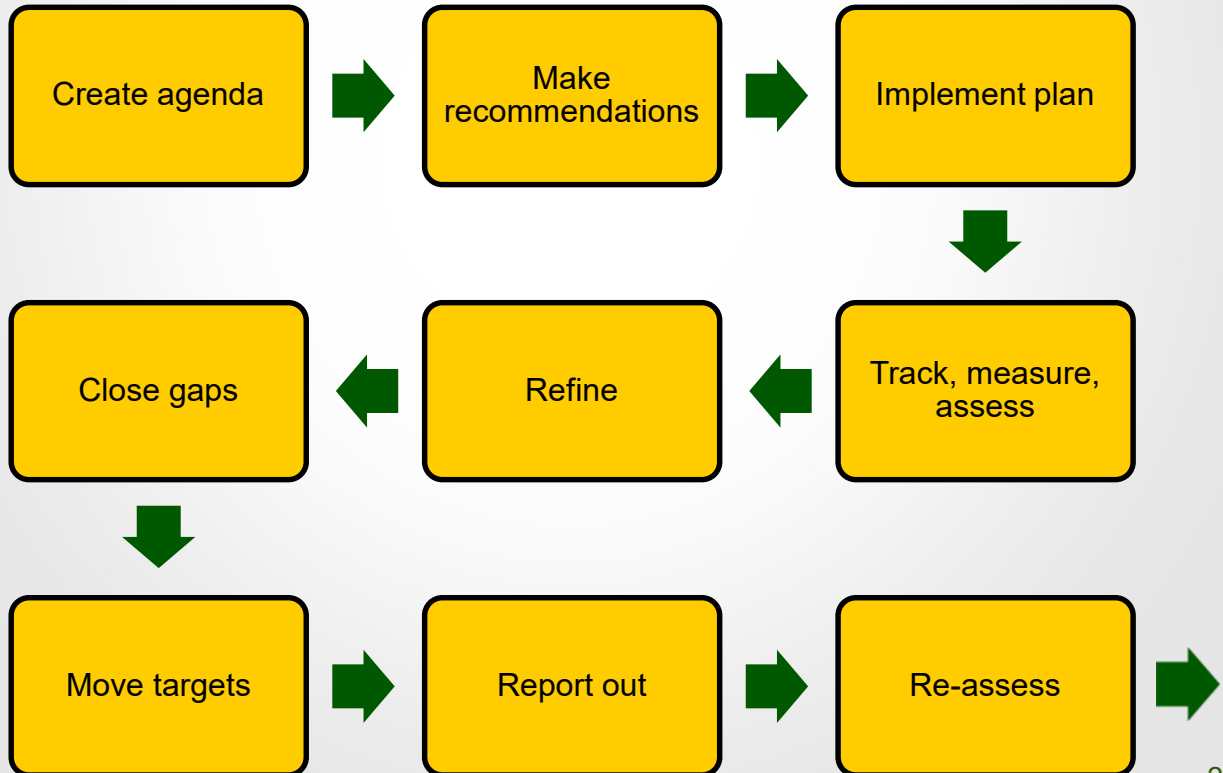 Create agenda
Make
recommendations
Implement plan
Track, measure,
assess
Refine
Close gaps
Move targets
Report out
Re-assess